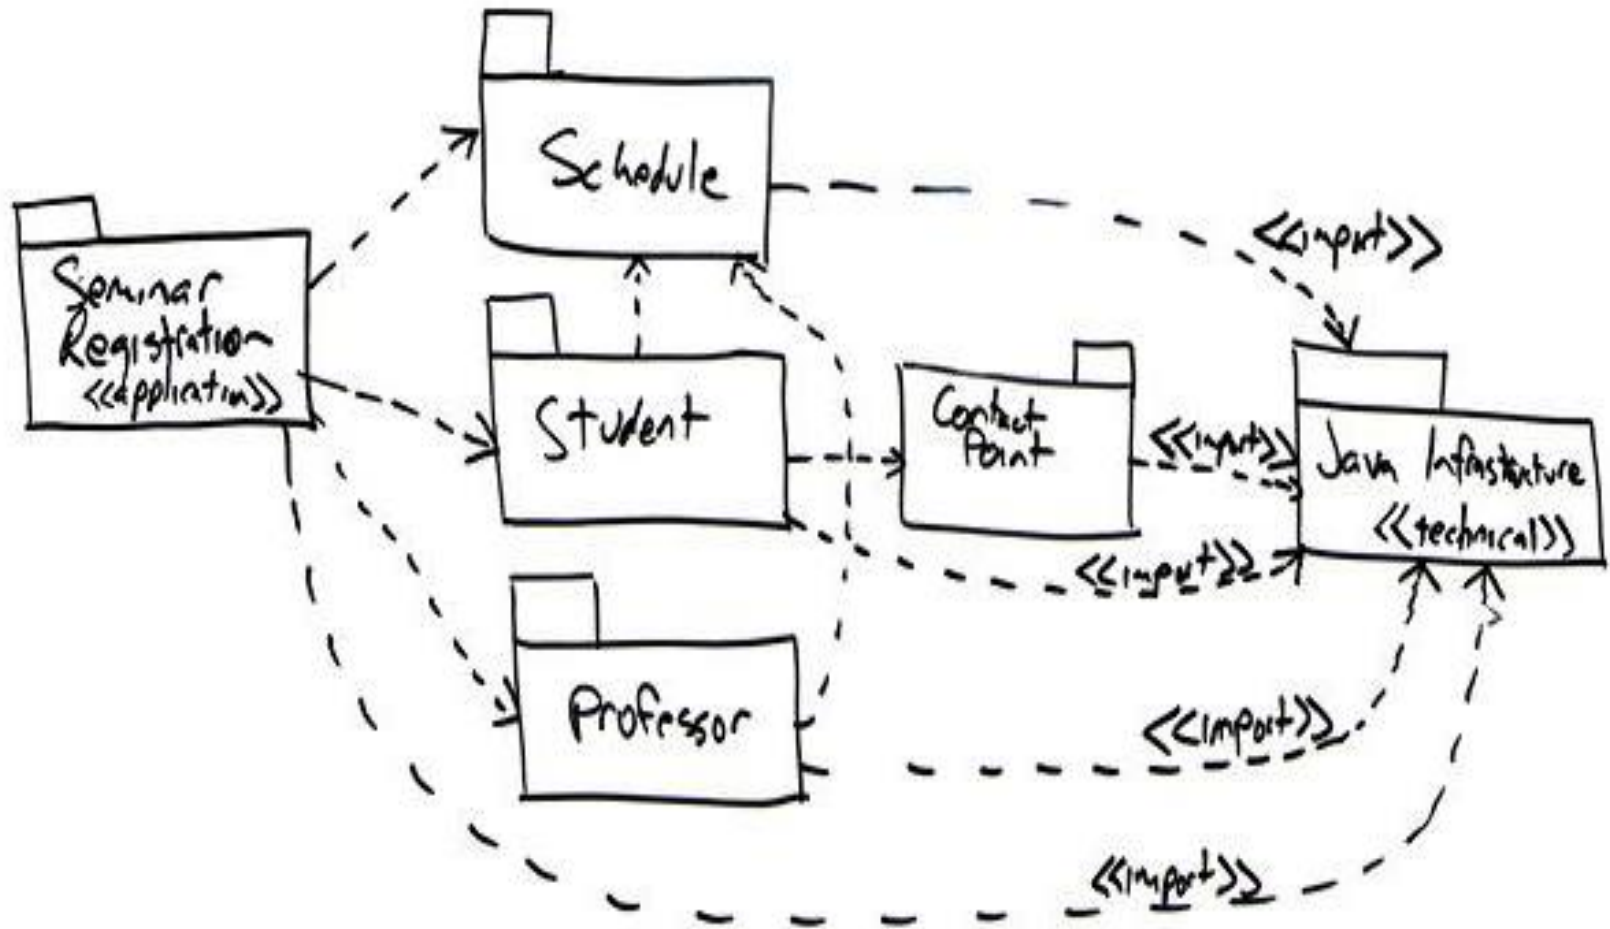 Schedule
<<import>>
Seminar
Registration
<<application>>
Student
Contact
Point
<<import>>
Java Infrastructure
<<technical>>
<<import>>
Professor
<<import>>
<<import>>